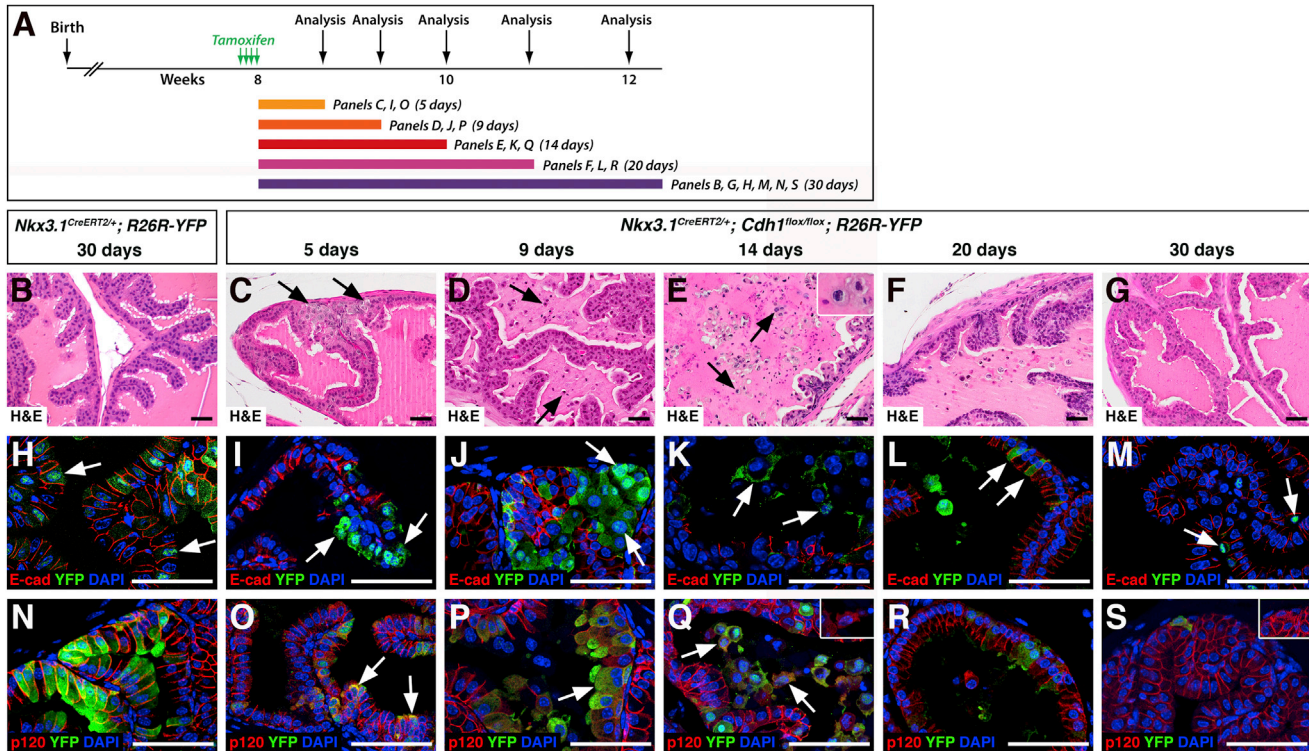 A
Birth
Tamoxifen
Analysis Analysis Analysis Analysis Analysis
Weeks 8 10 12
Panels C, I, O (5 days)
Panels D, J, P (9 days)
Panels E, K, Q (14 days)
Panels F, L, R (20 days)
Panels B, G, H, M, N, S (30 days)
Nkx3.1CreERT2/+; R26R-YFP
30 days
Nkx3.1CreERT2/+; Cdh1flox/flox; R26R-YFP
5 days 9 days 14 days 20 days 30 days
B C D E F G
H&E H&E H&E H&E H&E H&E
H I J K L M
E-cad YFP DAPI E-cad YFP DAPI E-cad YFP DAPI E-cad YFP DAPI E-cad YFP DAPI E-cad YFP DAPI
N O P Q R S
p120 YFP DAPI p120 YFP DAPI p120 YFP DAPI p120 YFP DAPI p120 YFP DAPI p120 YFP DAPI